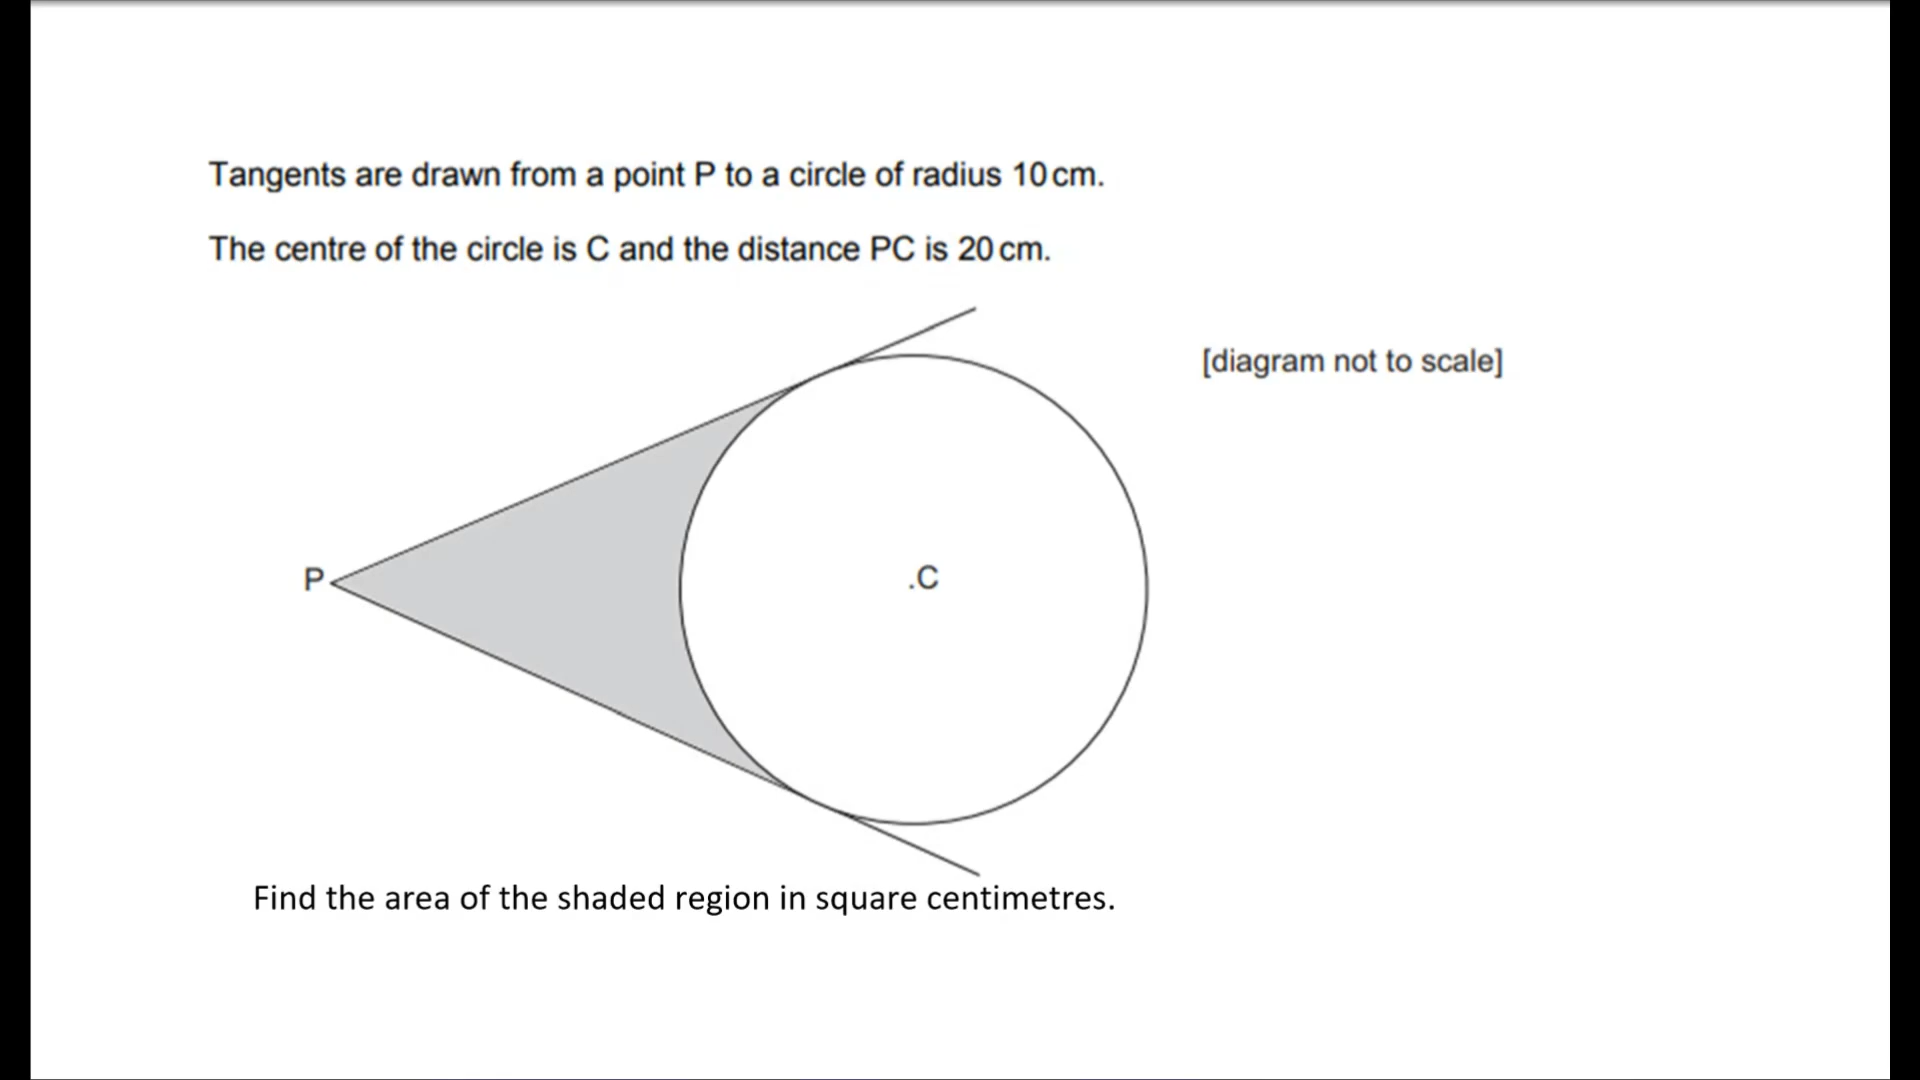 Tangents are drawn from a point P to a circle of radius 10 cm.
The centre of the circle is C and the distance PC is 20 cm.
[diagram not to scale]
P
.C
Find the area of the shaded region in square centimetres.